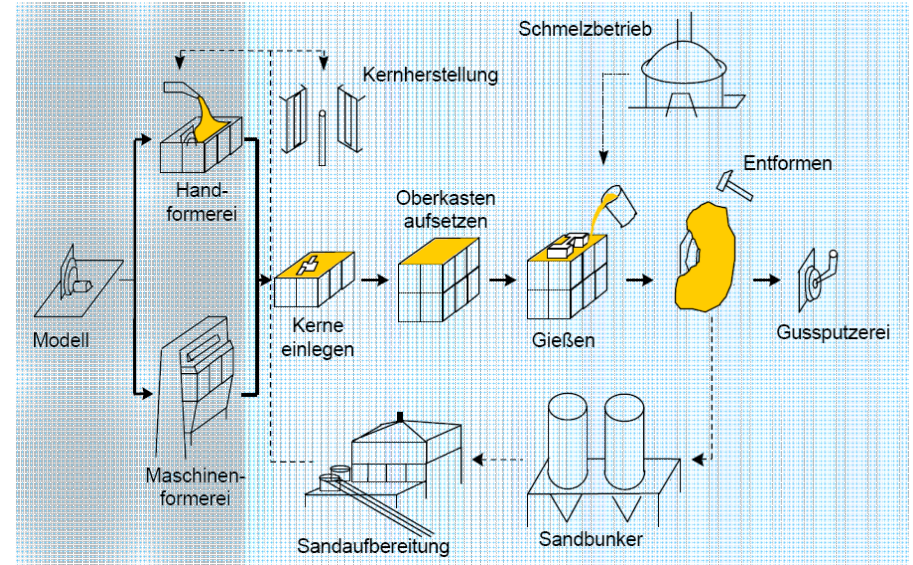 Schmelzbetrieb
Kernherstellung
Entformen
Hand-
formerei
Oberkasten
aufsetzen
Modell
Kerne
einlegen
Gießen
Gussputzerei
Maschinen-
formerei
Sandaufbereitung
Sandbunker